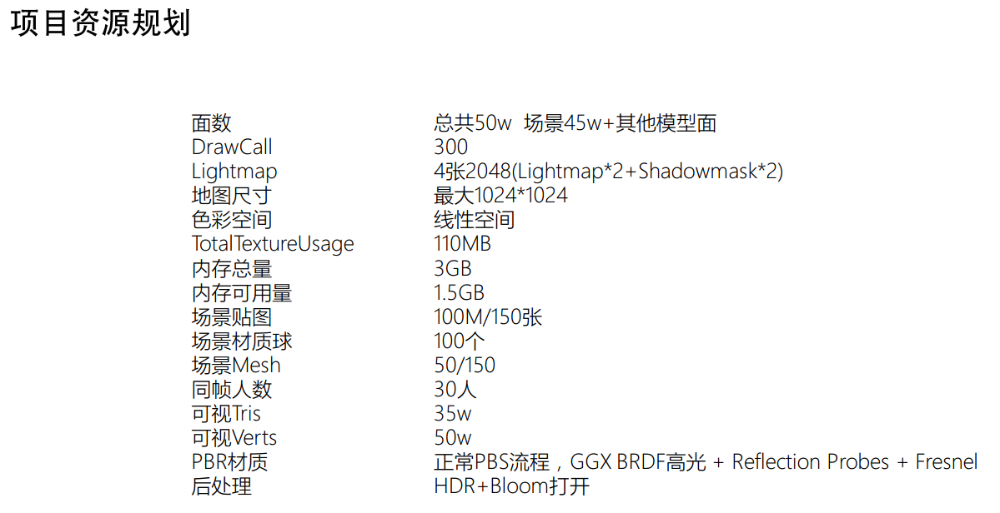 项目资源规划
面数 总共50w 场景45w+其他模型面
DrawCall 300
Lightmap 4张2048(Lightmap*2+Shadowmask*2)
地图尺寸 最大1024*1024
色彩空间 线性空间
TotalTextureUsage 110MB
内存总量 3GB
内存可用量 1.5GB
场景贴图 100M/150张
场景材质球 100个
场景Mesh 50/150
同帧人数 30人
可视Tris 35w
可视Verts 50w
PBR材质 正常PBS流程，GGX BRDF高光 + Reflection Probes + Fresnel
后处理 HDR+Bloom打开